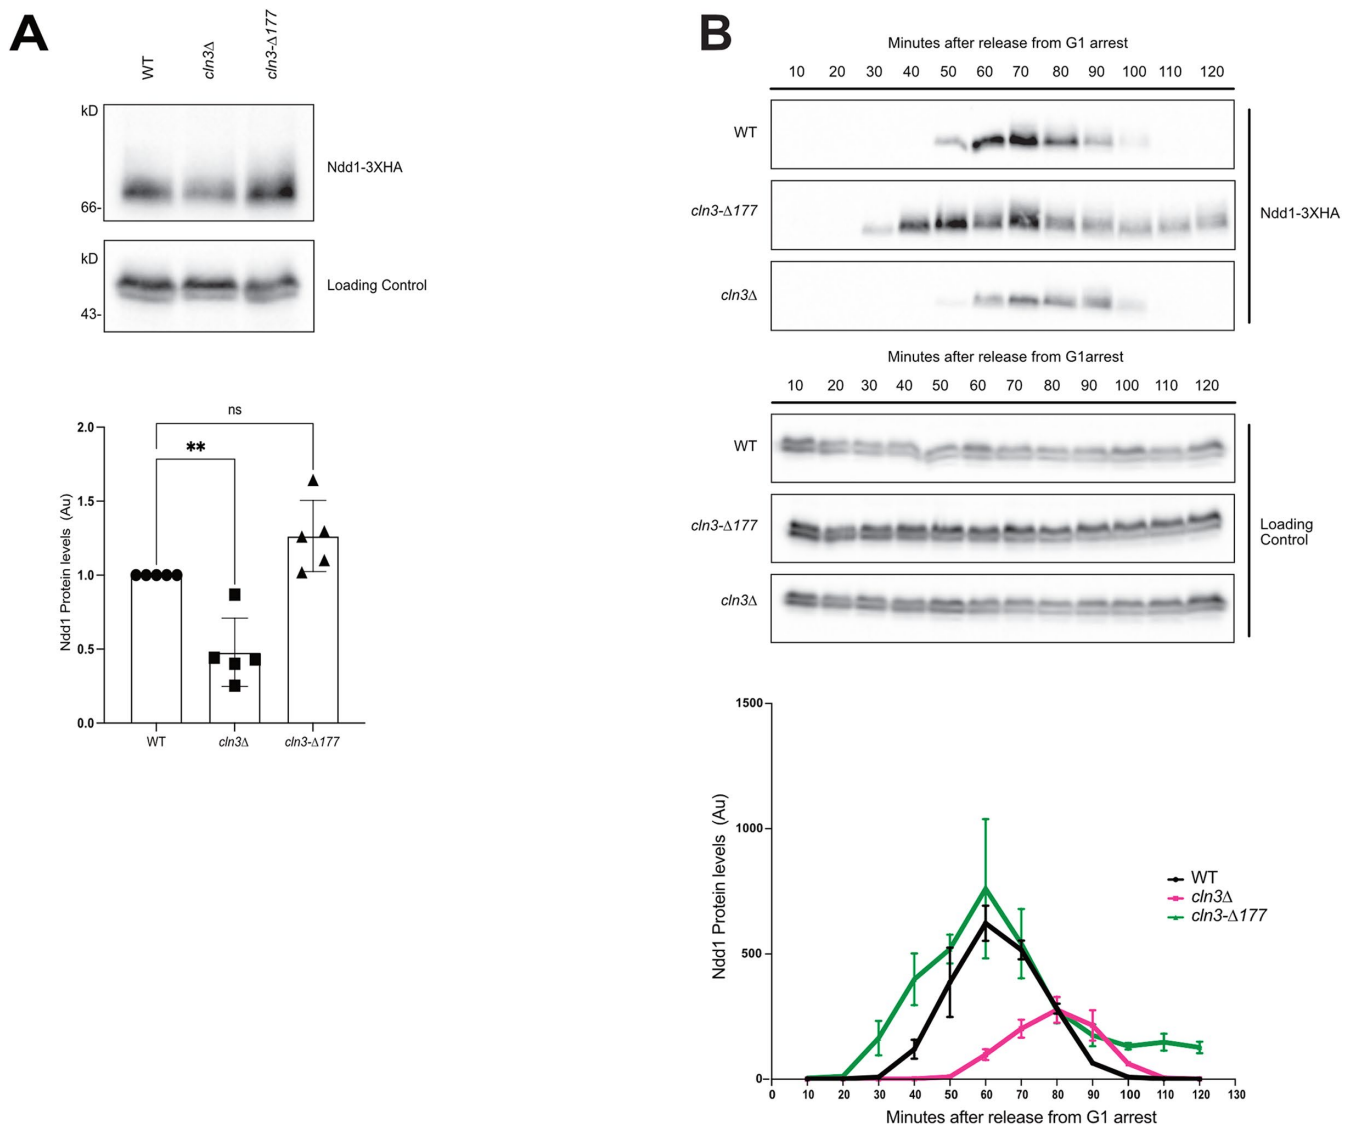 A
WT
cln3Δ
cln3-Δ177
kD
66-
Ndd1-3XHA
kD
43-
Loading Control
ns
**
2.0
1.5
1.0
0.5
0.0
Ndd1 Protein levels (Au)
WT
cln3Δ
cln3-Δ177
B
Minutes after release from G1 arrest
10 20 30 40 50 60 70 80 90 100 110 120
WT
cln3-Δ177
cln3Δ
Ndd1-3XHA
Minutes after release from G1arrest
10 20 30 40 50 60 70 80 90 100 110 120
WT
cln3-Δ177
cln3Δ
Loading
Control
1500
1000
500
0
Ndd1 Protein levels (Au)
WT
cln3Δ
cln3-Δ177
0 10 20 30 40 50 60 70 80 90 100 110 120 130
Minutes after release from G1 arrest